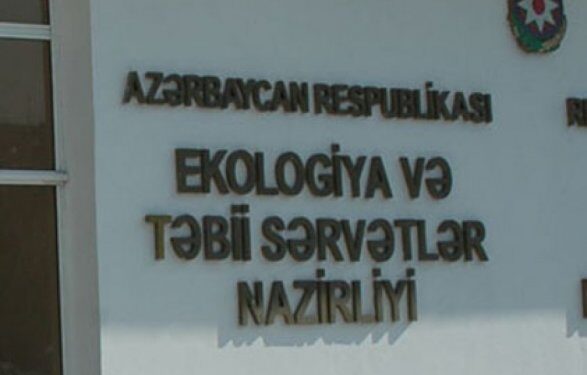 AZƏRBAYCAN RESPUBLİKASI
EKOLOGİYA VƏ
TƏBİİ SƏRVƏTLƏR
NAZİRLİYİ